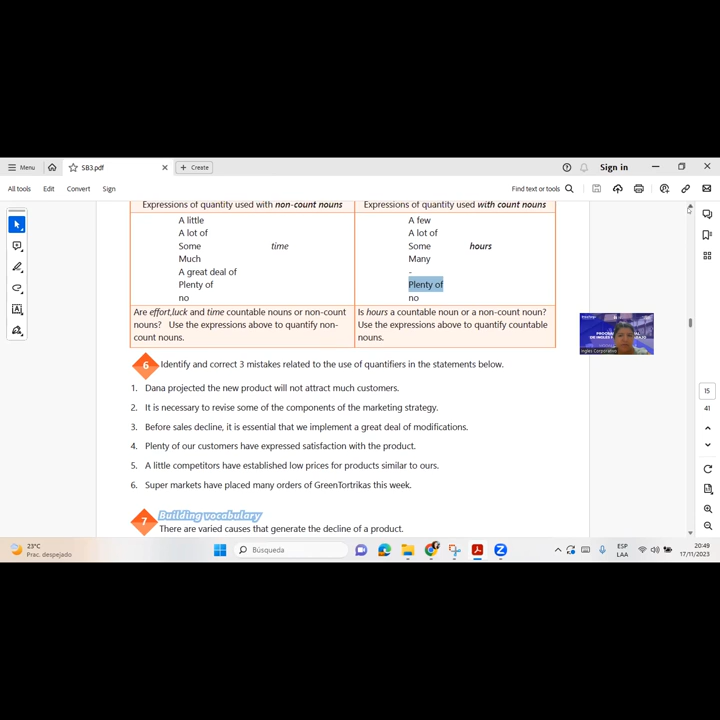 Menu
SB3.pdf
Create
Sign in
All tools
Edit
Convert
Sign
Find text or tools
Expressions of quantity used with non-count nouns
Expressions of quantity used with count nouns
A little
A lot of
Some time
Much
A great deal of
Plenty of
no
A few
A lot of
Some hours
Many
-
Plenty of
no
Are effort,luck and time countable nouns or non-count
nouns? Use the expressions above to quantify non-
count nouns.
Is hours a countable noun or a non-count noun?
Use the expressions above to quantify countable
nouns.
6 Identify and correct 3 mistakes related to the use of quantifiers in the statements below.
1. Dana projected the new product will not attract much customers.
2. It is necessary to revise some of the components of the marketing strategy.
3. Before sales decline, it is essential that we implement a great deal of modifications.
4. Plenty of our customers have expressed satisfaction with the product.
5. A little competitors have established low prices for products similar to ours.
6. Super markets have placed many orders of GreenTortrikas this week.
7 Building vocabulary
There are varied causes that generate the decline of a product.
Ingles Corporativo
15
41
23°C
Prac. despejado
Búsqueda
ESP
LAA
20:49
17/11/2023